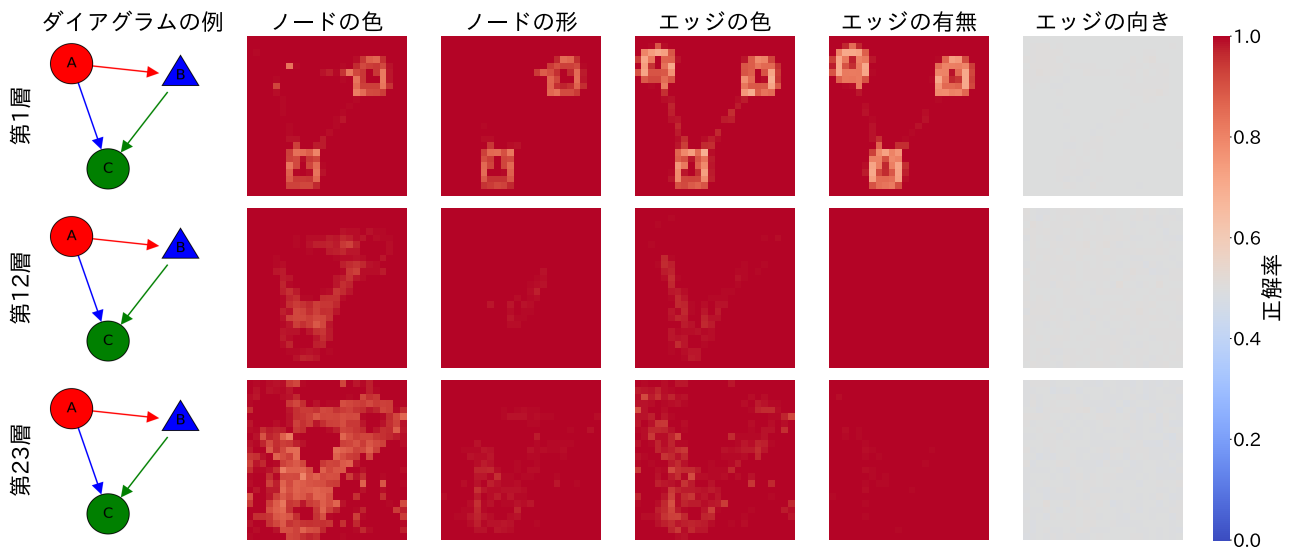 ダイアグラムの例
ノードの色
ノードの形
エッジの色
エッジの有無
エッジの向き
第1層
A
B
C
第12層
A
B
C
第23層
A
B
C
1.0
0.8
0.6
0.4
0.2
0.0
正解率